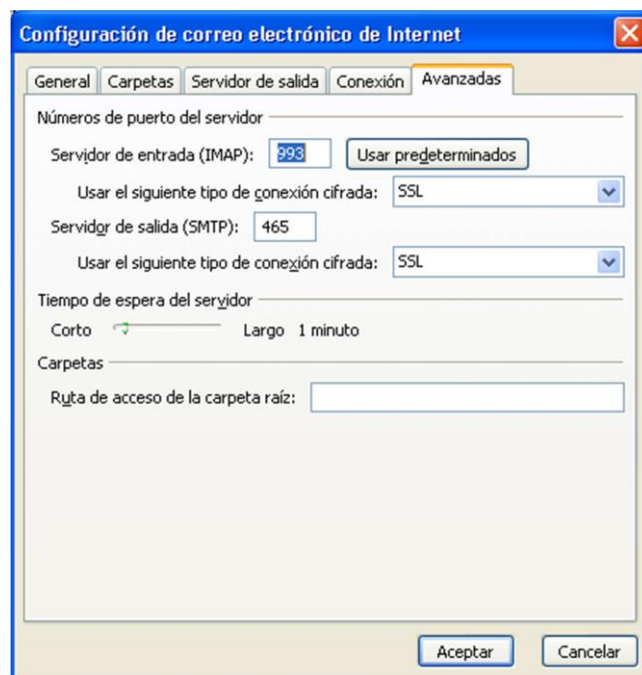 Configuración de correo electrónico de Internet
General Carpetas Servidor de salida Conexión Avanzadas
Números de puerto del servidor
Servidor de entrada (IMAP): 993 Usar predeterminados
Usar el siguiente tipo de conexión cifrada: SSL
Servidor de salida (SMTP): 465
Usar el siguiente tipo de conexión cifrada: SSL
Tiempo de espera del servidor
Corto Largo 1 minuto
Carpetas
Ruta de acceso de la carpeta raíz:
Aceptar Cancelar